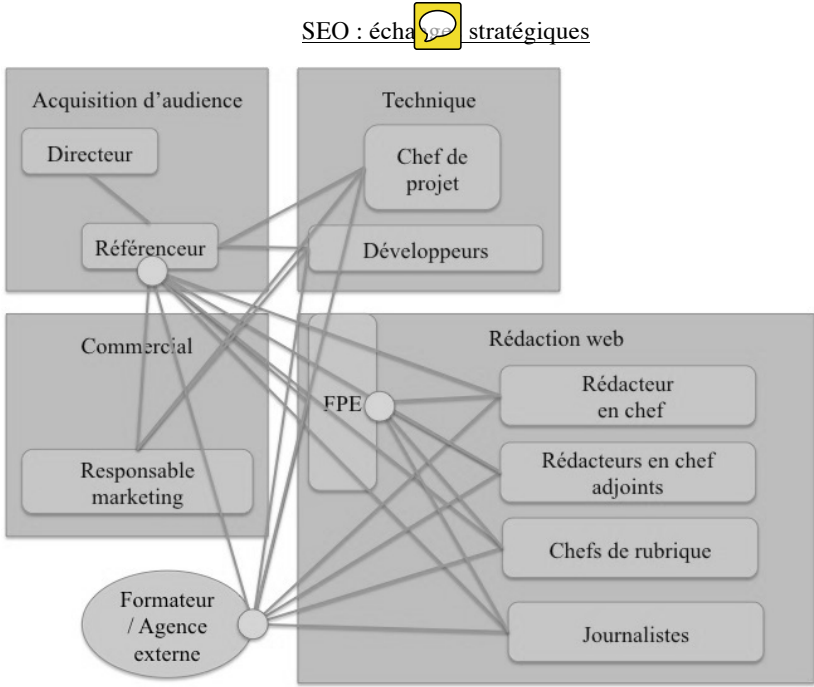 SEO : stratégiques
Acquisition d'audience
Technique
Directeur
Chef de
projet
Référenceur
Développeurs
Commercial
Rédaction web
FPE
Rédacteur
en chef
Responsable
marketing
Rédacteurs en chef
adjoints
Chefs de rubrique
Formateur
/ Agence
externe
Journalistes